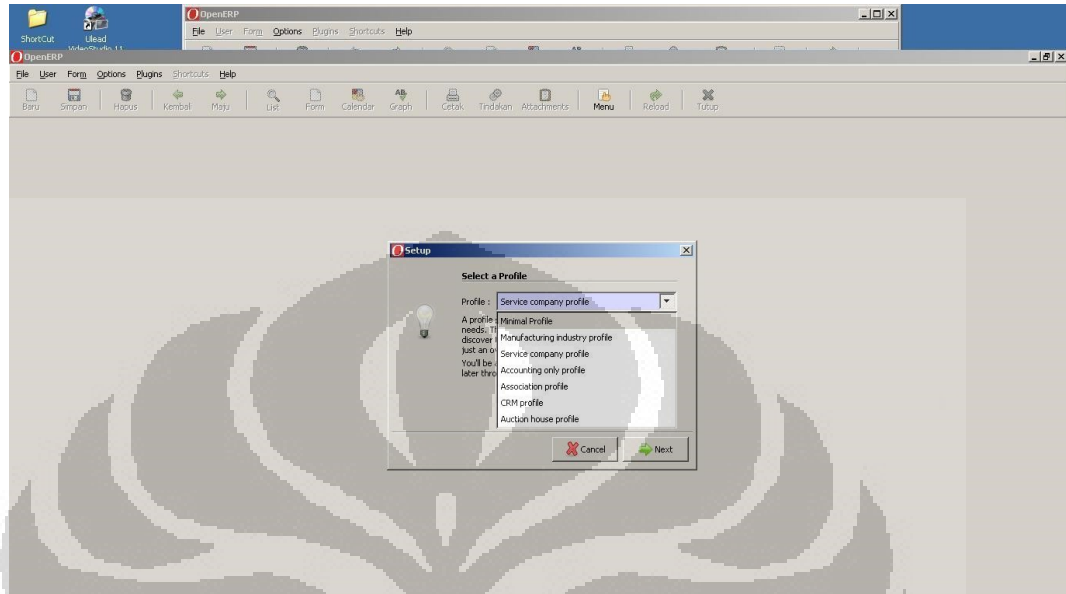 OpenERP
File User Form Options Plugins Shortcuts Help
ShortCut
Ulead
VideoStudio 11
OpenERP
File User Form Options Plugins Shortcuts Help
Baru Simpan Hapus Kembali Maju List Form Calendar Graph Cetak Tindakan Attachments Menu Reload Tutup
Setup
Select a Profile
Profile : Service company profile
A profile
needs. Th
discover
just an ov
You'll be
later thro
Minimal Profile
Manufacturing industry profile
Service company profile
Accounting only profile
Association profile
CRM profile
Auction house profile
Cancel
Next